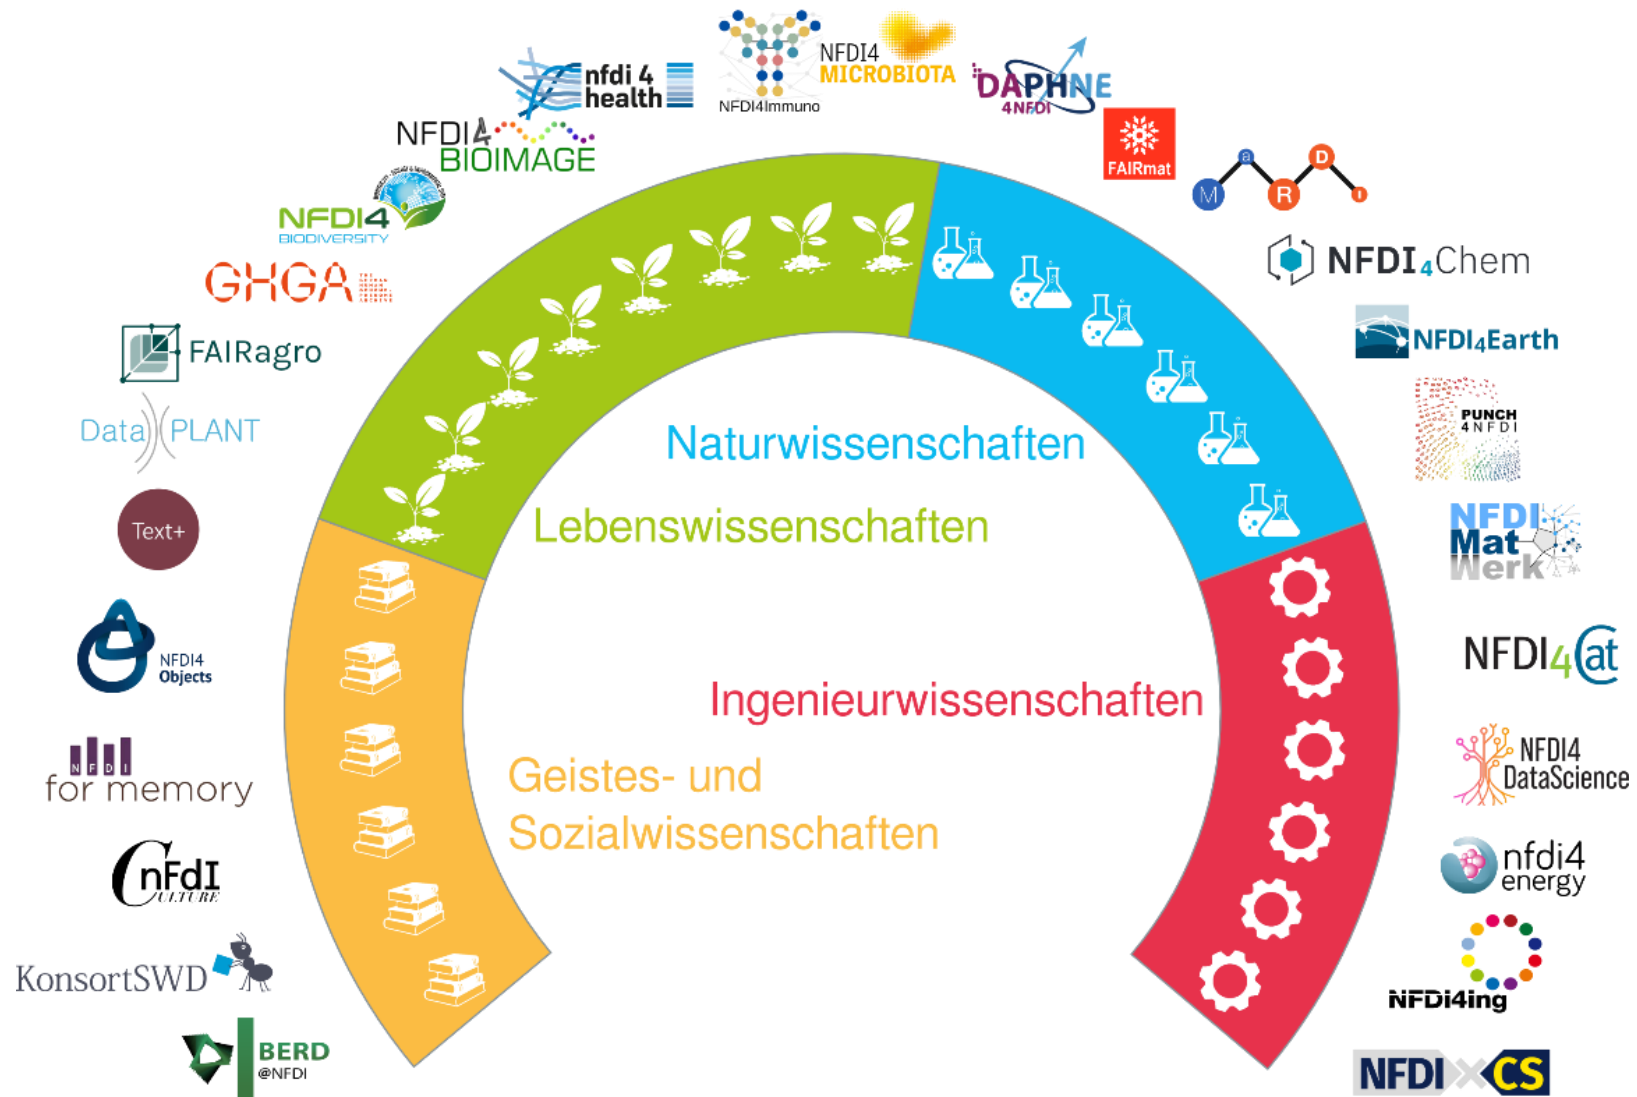 nfdi 4
health
NFDI4Immuno
NFDI4
MICROBIOTA
DAPHNE
4NFDI
FAIRmat
M a R D I
NFDI4
BIOIMAGE
NFDI4
BIODIVERSITY
GHGA
FAIRagro
Data PLANT
Text+
NFDI4
Objects
NFDI
for memory
nFdI
CULTURE
KonsortSWD
BERD
@NFDI
Naturwissenschaften
Lebenswissenschaften
Ingenieurwissenschaften
Geistes- und
Sozialwissenschaften
NFDI4Chem
NFDI4Earth
PUNCH
4NFDI
NFDI
Mat
Werk
NFDI4Cat
NFDI4
DataScience
nfdi4
energy
NFDi4ing
NFDIxCS